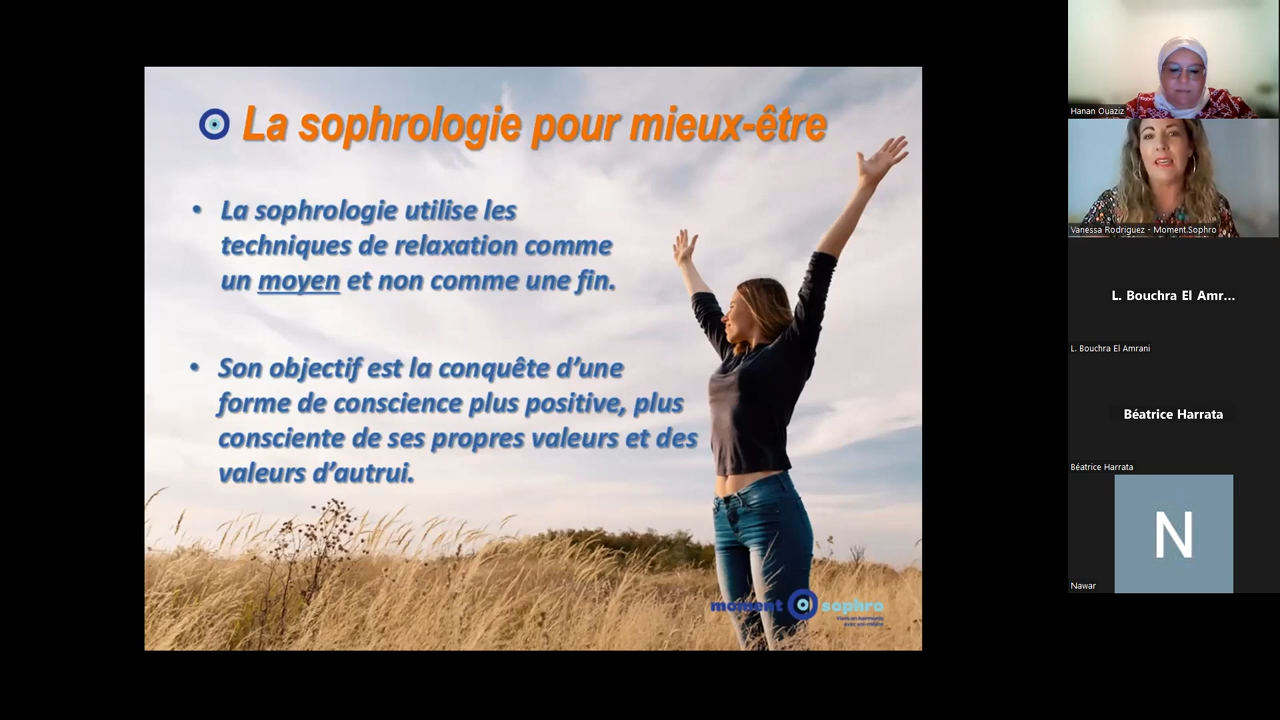 La sophrologie pour mieux-être
• La sophrologie utilise les
techniques de relaxation comme
un moyen et non comme une fin.
• Son objectif est la conquête d’une
forme de conscience plus positive, plus
consciente de ses propres valeurs et des
valeurs d’autrui.
moment sophro
Hanan Ouaziz
Vanessa Rodriguez - Moment.Sophro
L. Bouchra El Amr...
L. Bouchra El Amrani
Béatrice Harrata
Béatrice Harrata
N
Nawar